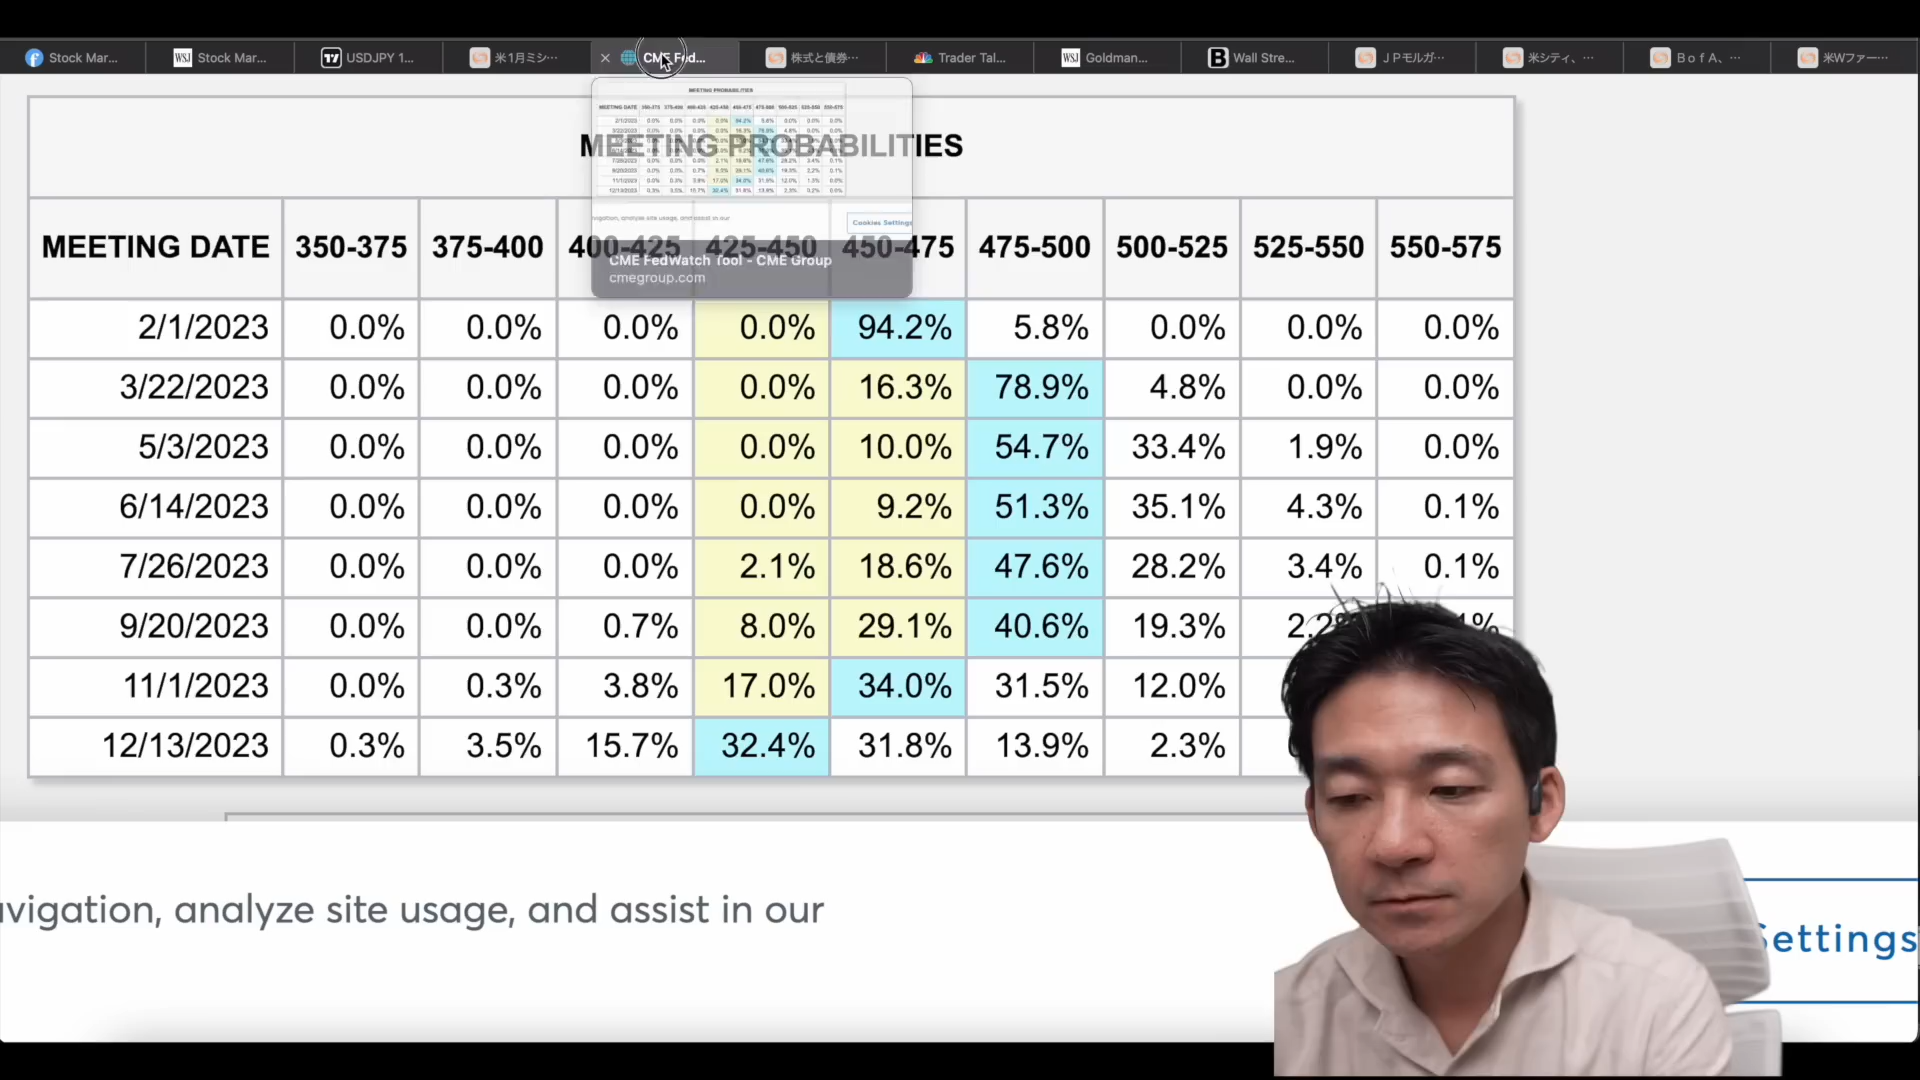 Stock Mar...
Stock Mar...
USDJPY 1...
米1月ミシ…
CME Fed...
株式と債券…
Trader Tal...
Goldman...
Wall Stre...
JPモルガ…
米シティ、…
BofA、…
米Wファー…
MEETING PROBABILITIES
CME FedWatch Tool - CME Group
cmegroup.com
Cookies Settings
MEETING DATE 350-375 375-400 400-425 425-450 450-475 475-500 500-525 525-550 550-575
2/1/2023 0.0% 0.0% 0.0% 0.0% 94.2% 5.8% 0.0% 0.0% 0.0%
3/22/2023 0.0% 0.0% 0.0% 0.0% 16.3% 78.9% 4.8% 0.0% 0.0%
5/3/2023 0.0% 0.0% 0.0% 0.0% 10.0% 54.7% 33.4% 1.9% 0.0%
6/14/2023 0.0% 0.0% 0.0% 0.0% 9.2% 51.3% 35.1% 4.3% 0.1%
7/26/2023 0.0% 0.0% 0.0% 2.1% 18.6% 47.6% 28.2% 3.4% 0.1%
9/20/2023 0.0% 0.0% 0.7% 8.0% 29.1% 40.6% 19.3%
11/1/2023 0.0% 0.3% 3.8% 17.0% 34.0% 31.5% 12.0%
12/13/2023 0.3% 3.5% 15.7% 32.4% 31.8% 13.9% 2.3%
navigation, analyze site usage, and assist in our
Settings